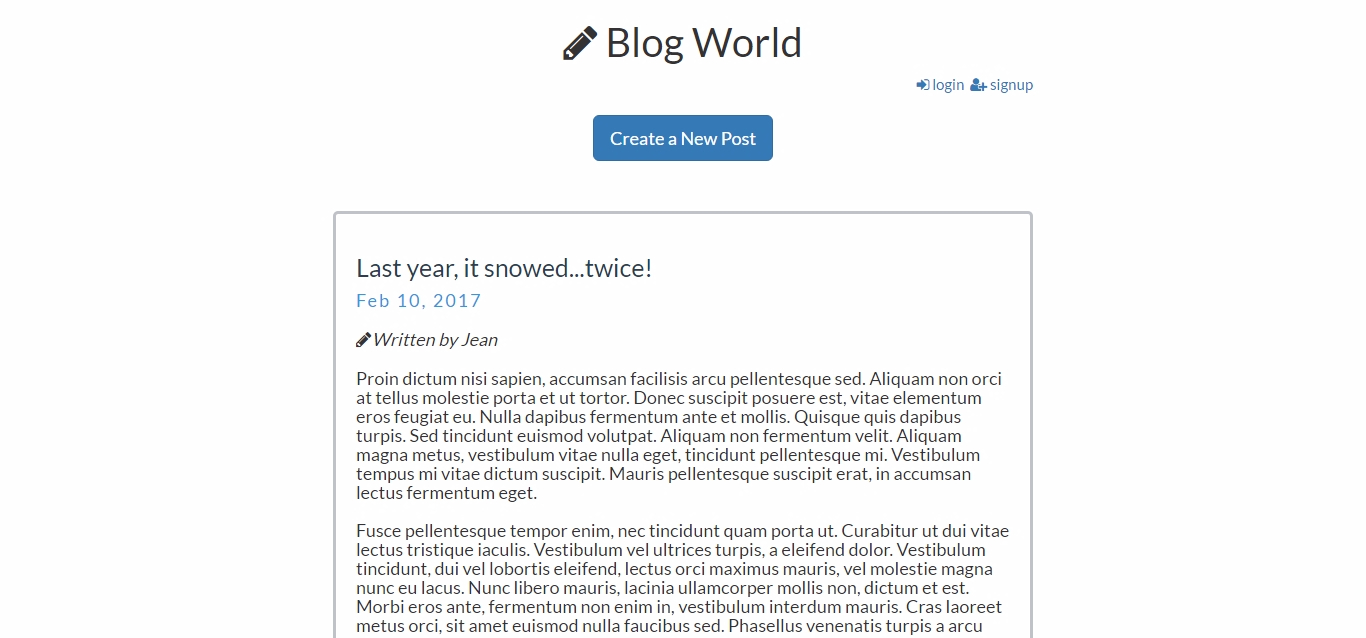 Blog World
login signup
Create a New Post
Last year, it snowed...twice!
Feb 10, 2017
Written by Jean
Proin dictum nisi sapien, accumsan facilisis arcu pellentesque sed. Aliquam non orci
at tellus molestie porta et ut tortor. Donec suscipit posuere est, vitae elementum
eros feugiat eu. Nulla dapibus fermentum ante et mollis. Quisque quis dapibus
turpis. Sed tincidunt euismod volutpat. Aliquam non fermentum velit. Aliquam
magna metus, vestibulum vitae nulla eget, tincidunt pellentesque mi. Vestibulum
tempus mi vitae dictum suscipit. Mauris pellentesque suscipit erat, in accumsan
lectus fermentum eget.
Fusce pellentesque tempor enim, nec tincidunt quam porta ut. Curabitur ut dui vitae
lectus tristique iaculis. Vestibulum vel ultrices turpis, a eleifend dolor. Vestibulum
tincidunt, dui vel lobortis eleifend, lectus orci maximus mauris, vel molestie magna
nunc eu lacus. Nunc libero mauris, lacinia ullamcorper mollis non, dictum et est.
Morbi eros ante, fermentum non enim in, vestibulum interdum mauris. Cras laoreet
metus orci, sit amet euismod nulla faucibus sed. Phasellus venenatis turpis a arcu